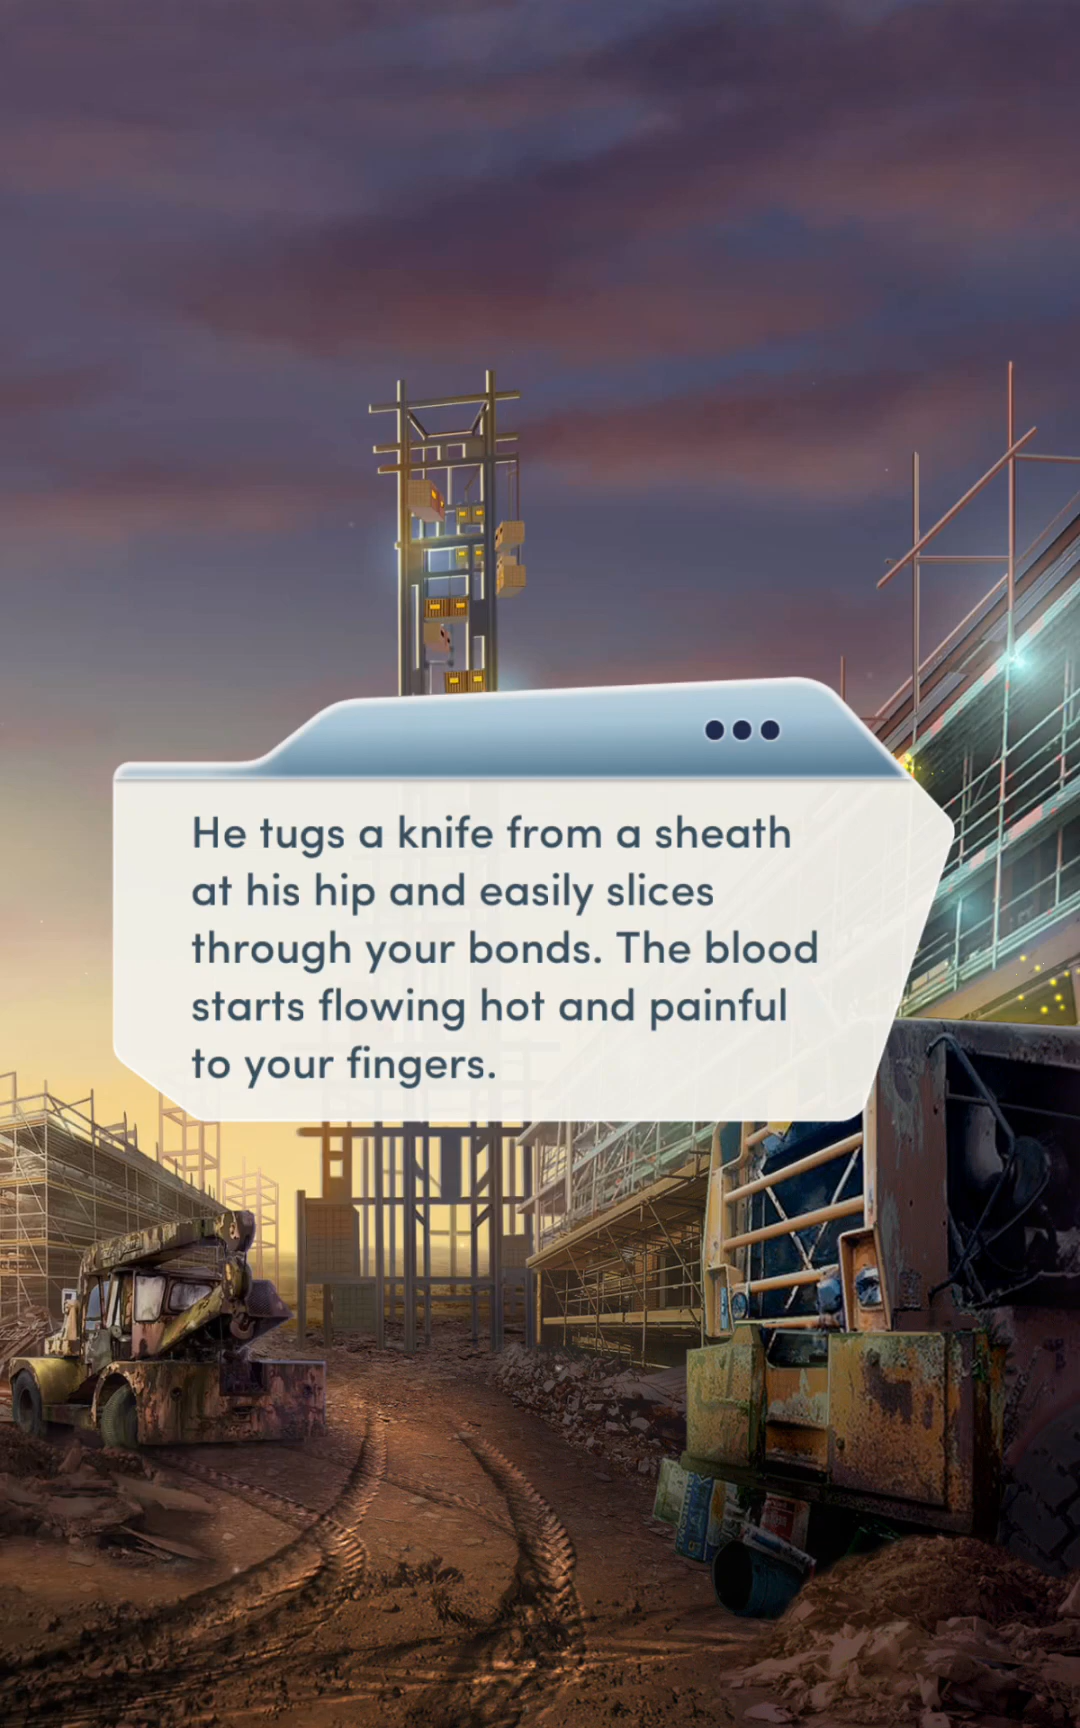 He tugs a knife from a sheath
at his hip and easily slices
through your bonds. The blood
starts flowing hot and painful
to your fingers.